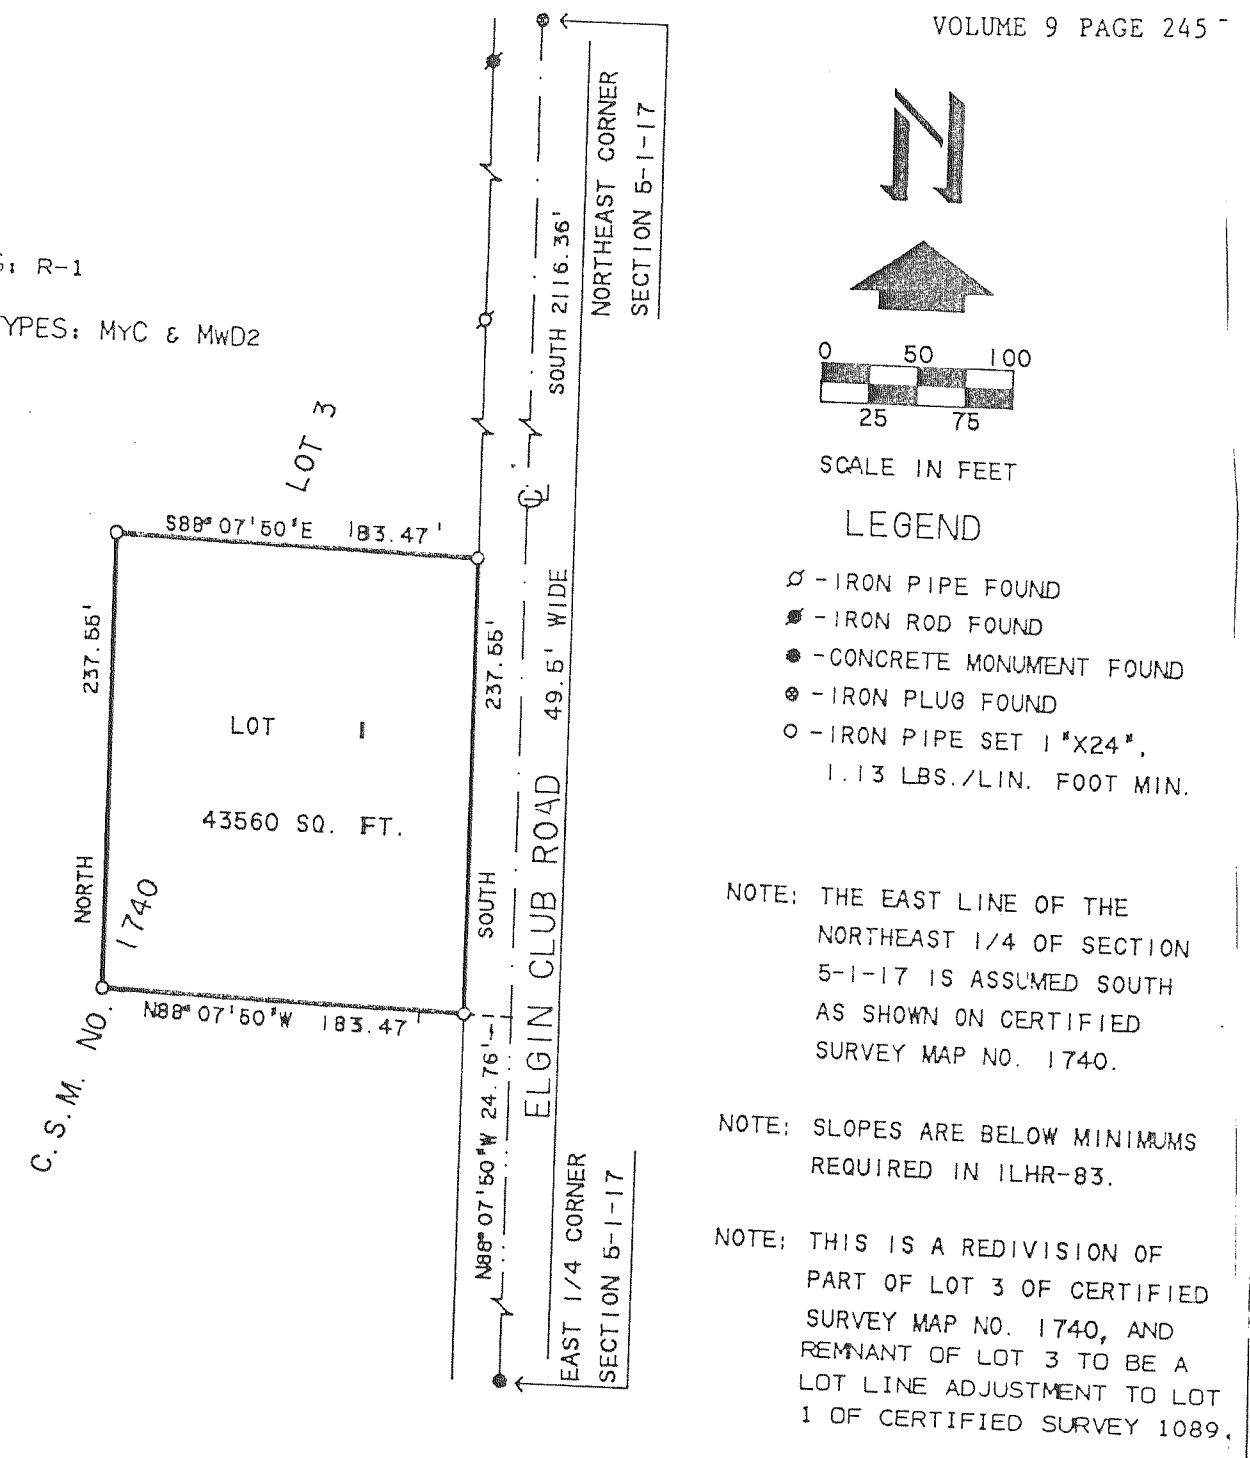 VOLUME 9 PAGE 245
NORTHEAST CORNER
SECTION 5-1-17
SOUTH 2116.36'
G: R-1
TYPES: MYC & MWD2
0 50 100
25 75
SCALE IN FEET
LOT 3
LEGEND
Ø - IRON PIPE FOUND
- IRON ROD FOUND
- CONCRETE MONUMENT FOUND
- IRON PLUG FOUND
O - IRON PIPE SET 1"X24",
1.13 LBS./LIN. FOOT MIN.
S88°07'50"E 183.47'
237.55'
NORTH
LOT 1
43560 SQ. FT.
237.55'
SOUTH
℄
ELGIN CLUB ROAD 49.5' WIDE
C.S.M. NO. 1740
N88°07'50"W 183.47'
N88°07'50"W 24.76'
EAST 1/4 CORNER
SECTION 5-1-17
NOTE: THE EAST LINE OF THE
NORTHEAST 1/4 OF SECTION
5-1-17 IS ASSUMED SOUTH
AS SHOWN ON CERTIFIED
SURVEY MAP NO. 1740.
NOTE: SLOPES ARE BELOW MINIMUMS
REQUIRED IN ILHR-83.
NOTE: THIS IS A REDIVISION OF
PART OF LOT 3 OF CERTIFIED
SURVEY MAP NO. 1740, AND
REMNANT OF LOT 3 TO BE A
LOT LINE ADJUSTMENT TO LOT
1 OF CERTIFIED SURVEY 1089.